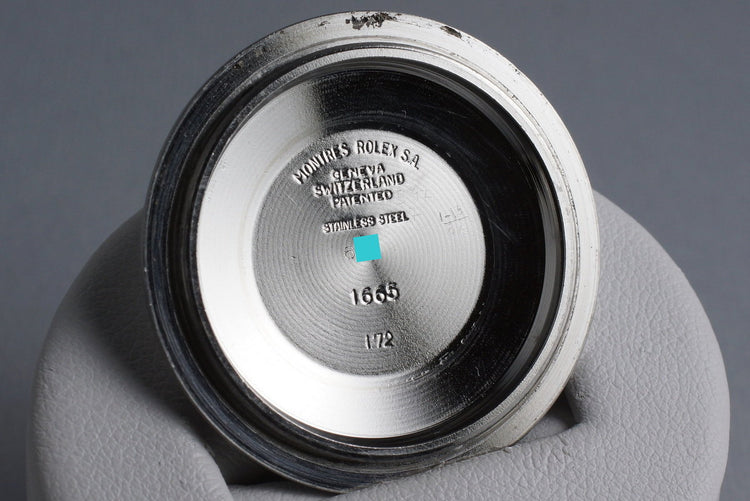 MONTRES ROLEX S.A.
GENEVA
SWITZERLAND
PATENTED
STAINLESS STEEL
1665
I 72